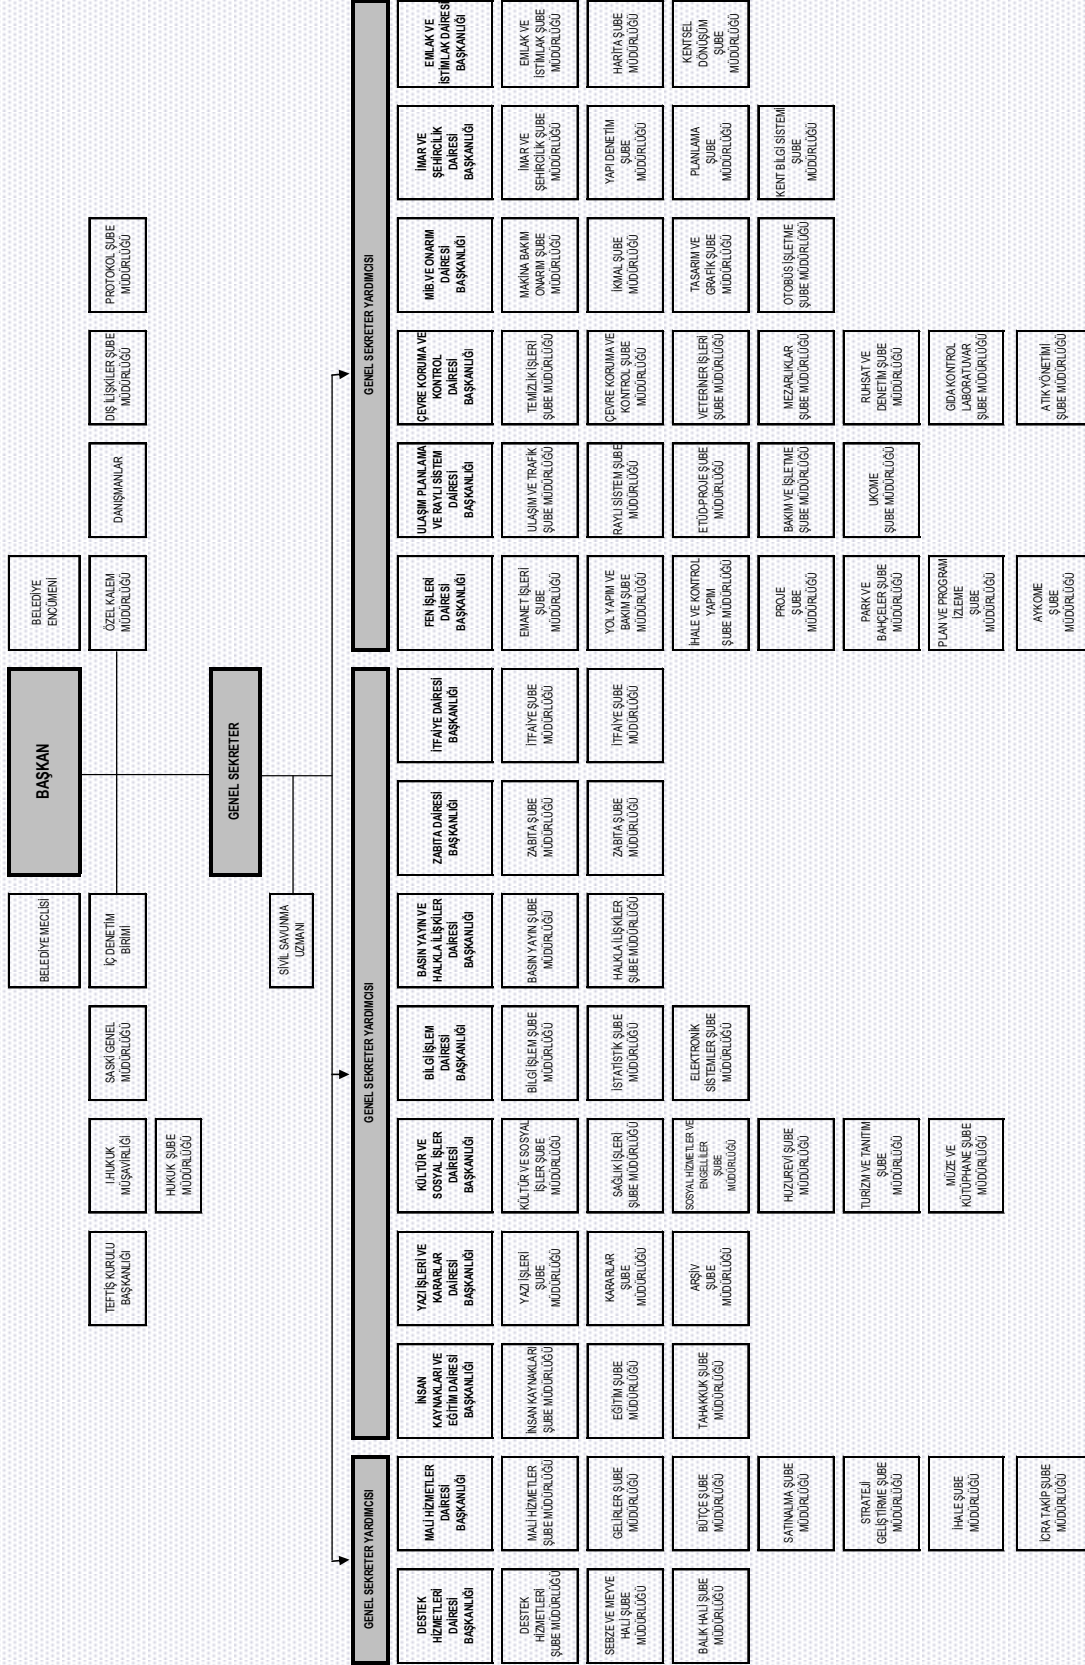 BELEDİYE MECLİSİ
BAŞKAN
BELEDİYE
ENCÜMENİ
TEFTİŞ KURULU
BAŞKANLIĞI
I.HUKUK
MÜŞAVİRLİĞİ
SASKİ GENEL
MÜDÜRLÜĞÜ
İÇ DENETİM
BİRİMİ
ÖZEL KALEM
MÜDÜRLÜĞÜ
DANIŞMANLAR
DIŞ İLİŞKİLER ŞUBE
MÜDÜRLÜĞÜ
PROTOKOL ŞUBE
MÜDÜRLÜĞÜ
HUKUK ŞUBE
MÜDÜRLÜĞÜ
GENEL SEKRETER
SİVİL SAVUNMA
UZMANI
GENEL SEKRETER YARDIMCISI
GENEL SEKRETER YARDIMCISI
GENEL SEKRETER YARDIMCISI
DESTEK
HİZMETLERİ
DAİRESİ
BAŞKANLIĞI
DESTEK
HİZMETLERİ
ŞUBE MÜDÜRLÜĞÜ
SEBZE VE MEYVE
HALİ ŞUBE
MÜDÜRLÜĞÜ
BALIK HALİ ŞUBE
MÜDÜRLÜĞÜ
MALİ HİZMETLER
DAİRESİ
BAŞKANLIĞI
MALİ HİZMETLER
ŞUBE MÜDÜRLÜĞÜ
GELİRLER ŞUBE
MÜDÜRLÜĞÜ
BÜTÇE ŞUBE
MÜDÜRLÜĞÜ
SATINALMA ŞUBE
MÜDÜRLÜĞÜ
STRATEJİ
GELİŞTİRME ŞUBE
MÜDÜRLÜĞÜ
İHALE ŞUBE
MÜDÜRLÜĞÜ
İCRA TAKİP ŞUBE
MÜDÜRLÜĞÜ
İNSAN
KAYNAKLARI VE
EĞİTİM DAİRESİ
BAŞKANLIĞI
İNSAN KAYNAKLARI
ŞUBE MÜDÜRLÜĞÜ
EĞİTİM ŞUBE
MÜDÜRLÜĞÜ
TAHAKKUK ŞUBE
MÜDÜRLÜĞÜ
YAZI İŞLERİ VE
KARARLAR
DAİRESİ
BAŞKANLIĞI
YAZI İŞLERİ
ŞUBE
MÜDÜRLÜĞÜ
KARARLAR
ŞUBE
MÜDÜRLÜĞÜ
ARŞİV
ŞUBE
MÜDÜRLÜĞÜ
KÜLTÜR VE
SOSYAL İŞLER
DAİRESİ
BAŞKANLIĞI
KÜLTÜR VE SOSYAL
İŞLER ŞUBE
MÜDÜRLÜĞÜ
SAĞLIK İŞLERİ
ŞUBE MÜDÜRLÜĞÜ
SOSYAL HİZMETLER VE
ENGELLİLER
ŞUBE
MÜDÜRLÜĞÜ
HUZUREVİ ŞUBE
MÜDÜRLÜĞÜ
TURİZM VE TANITIM
ŞUBE
MÜDÜRLÜĞÜ
MÜZE VE
KÜTÜPHANE ŞUBE
MÜDÜRLÜĞÜ
BİLGİ İŞLEM
DAİRESİ
BAŞKANLIĞI
BİLGİ İŞLEM ŞUBE
MÜDÜRLÜĞÜ
İSTATİSTİK ŞUBE
MÜDÜRLÜĞÜ
ELEKTRONİK
SİSTEMLER ŞUBE
MÜDÜRLÜĞÜ
BASIN YAYIN VE
HALKLA İLİŞKİLER
DAİRESİ
BAŞKANLIĞI
BASIN YAYIN ŞUBE
MÜDÜRLÜĞÜ
HALKLA İLİŞKİLER
ŞUBE MÜDÜRLÜĞÜ
ZABITA DAİRESİ
BAŞKANLIĞI
ZABITA ŞUBE
MÜDÜRLÜĞÜ
ZABITA ŞUBE
MÜDÜRLÜĞÜ
İTFAİYE DAİRESİ
BAŞKANLIĞI
İTFAİYE ŞUBE
MÜDÜRLÜĞÜ
İTFAİYE ŞUBE
MÜDÜRLÜĞÜ
FEN İŞLERİ
DAİRESİ
BAŞKANLIĞI
EMANET İŞLERİ
ŞUBE
MÜDÜRLÜĞÜ
YOL YAPIM VE
BAKIM ŞUBE
MÜDÜRLÜĞÜ
İHALE VE KONTROL
YAPIM
ŞUBE MÜDÜRLÜĞÜ
PROJE
ŞUBE
MÜDÜRLÜĞÜ
PARK VE
BAHÇELER ŞUBE
MÜDÜRLÜĞÜ
PLAN VE PROGRAM
İZLEME
ŞUBE
MÜDÜRLÜĞÜ
AYKOME
ŞUBE
MÜDÜRLÜĞÜ
ULAŞIM PLANLAMA
VE RAYLI SİSTEM
DAİRESİ
BAŞKANLIĞI
ULAŞIM VE TRAFİK
ŞUBE MÜDÜRLÜĞÜ
RAYLI SİSTEM ŞUBE
MÜDÜRLÜĞÜ
ETÜD-PROJE ŞUBE
MÜDÜRLÜĞÜ
BAKIM VE İŞLETME
ŞUBE MÜDÜRLÜĞÜ
UKOME
ŞUBE MÜDÜRLÜĞÜ
ÇEVRE KORUMA VE
KONTROL
DAİRESİ
BAŞKANLIĞI
TEMİZLİK İŞLERİ
ŞUBE MÜDÜRLÜĞÜ
ÇEVRE KORUMA VE
KONTROL ŞUBE
MÜDÜRLÜĞÜ
VETERİNER İŞLERİ
ŞUBE MÜDÜRLÜĞÜ
MEZARLIKLAR
ŞUBE MÜDÜRLÜĞÜ
RUHSAT VE
DENETİM ŞUBE
MÜDÜRLÜĞÜ
GIDA KONTROL
LABORATUVAR
ŞUBE MÜDÜRLÜĞÜ
ATIK YÖNETİMİ
ŞUBE MÜDÜRLÜĞÜ
MİB.VE ONARIM
DAİRESİ
BAŞKANLIĞI
MAKİNA BAKIM
ONARIM ŞUBE
MÜDÜRLÜĞÜ
İKMAL ŞUBE
MÜDÜRLÜĞÜ
TASARIM VE
GRAFİK ŞUBE
MÜDÜRLÜĞÜ
OTOBÜS İŞLETME
ŞUBE MÜDÜRLÜĞÜ
İMAR VE
ŞEHİRCİLİK
DAİRESİ
BAŞKANLIĞI
İMAR VE
ŞEHİRCİLİK ŞUBE
MÜDÜRLÜĞÜ
YAPI DENETİM
ŞUBE
MÜDÜRLÜĞÜ
PLANLAMA
ŞUBE
MÜDÜRLÜĞÜ
KENT BİLGİ SİSTEMİ
ŞUBE
MÜDÜRLÜĞÜ
EMLAK VE
İSTİMLAK DAİRESİ
BAŞKANLIĞI
EMLAK VE
İSTİMLAK ŞUBE
MÜDÜRLÜĞÜ
HARİTA ŞUBE
MÜDÜRLÜĞÜ
KENTSEL
DÖNÜŞÜM
ŞUBE
MÜDÜRLÜĞÜ